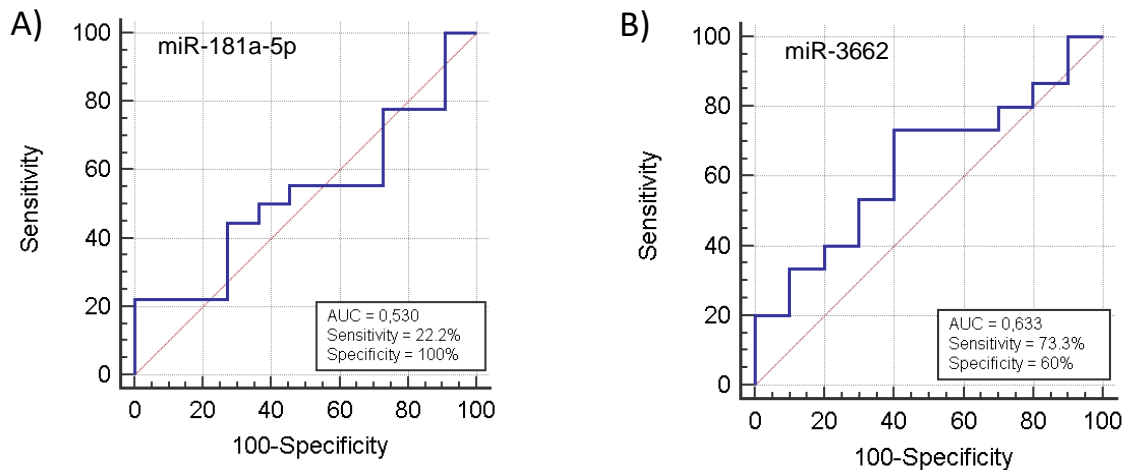 A)
miR-181a-5p
100
80
60
40
20
0
Sensitivity
AUC = 0,530
Sensitivity = 22.2%
Specificity = 100%
0 20 40 60 80 100
100-Specificity
B)
miR-3662
100
80
60
40
20
0
Sensitivity
AUC = 0,633
Sensitivity = 73.3%
Specificity = 60%
0 20 40 60 80 100
100-Specificity